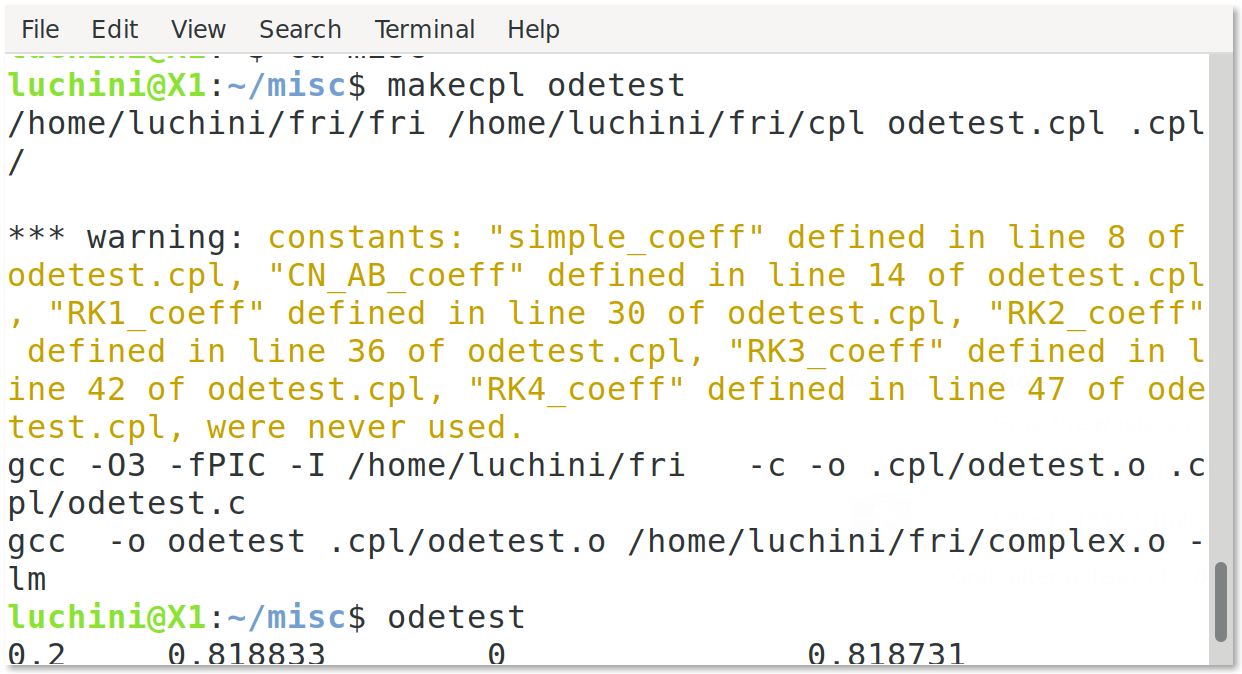 File Edit View Search Terminal Help
luchini@X1:~/misc$ makecpl odetest
/home/luchini/fri/fri /home/luchini/fri/cpl odetest.cpl .cpl
/
*** warning: constants: "simple_coeff" defined in line 8 of
odetest.cpl, "CN_AB_coeff" defined in line 14 of odetest.cpl
, "RK1_coeff" defined in line 30 of odetest.cpl, "RK2_coeff"
 defined in line 36 of odetest.cpl, "RK3_coeff" defined in l
ine 42 of odetest.cpl, "RK4_coeff" defined in line 47 of ode
test.cpl, were never used.
gcc -O3 -fPIC -I /home/luchini/fri   -c -o .cpl/odetest.o .c
pl/odetest.c
gcc  -o odetest .cpl/odetest.o /home/luchini/fri/complex.o -
lm
luchini@X1:~/misc$ odetest
0.2     0.818833        0               0.818731